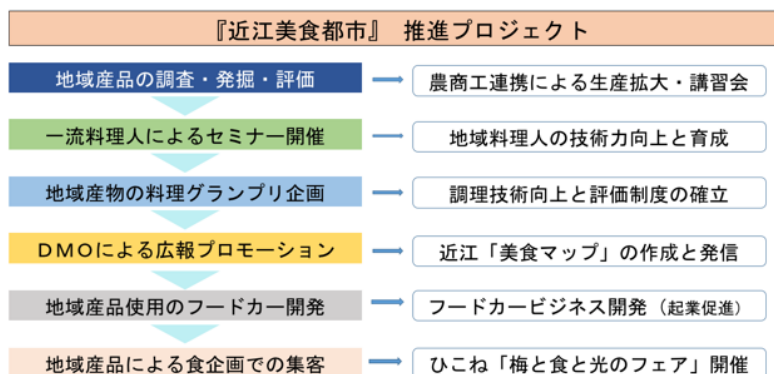 『近江美食都市』 推進プロジェクト
地域産品の調査・発掘・評価
農商工連携による生産拡大・講習会
一流料理人によるセミナー開催
地域料理人の技術力向上と育成
地域産物の料理グランプリ企画
調理技術向上と評価制度の確立
DMOによる広報プロモーション
近江「美食マップ」の作成と発信
地域産品使用のフードカー開発
フードカービジネス開発（起業促進）
地域産品による食企画での集客
ひこね「梅と食と光のフェア」開催